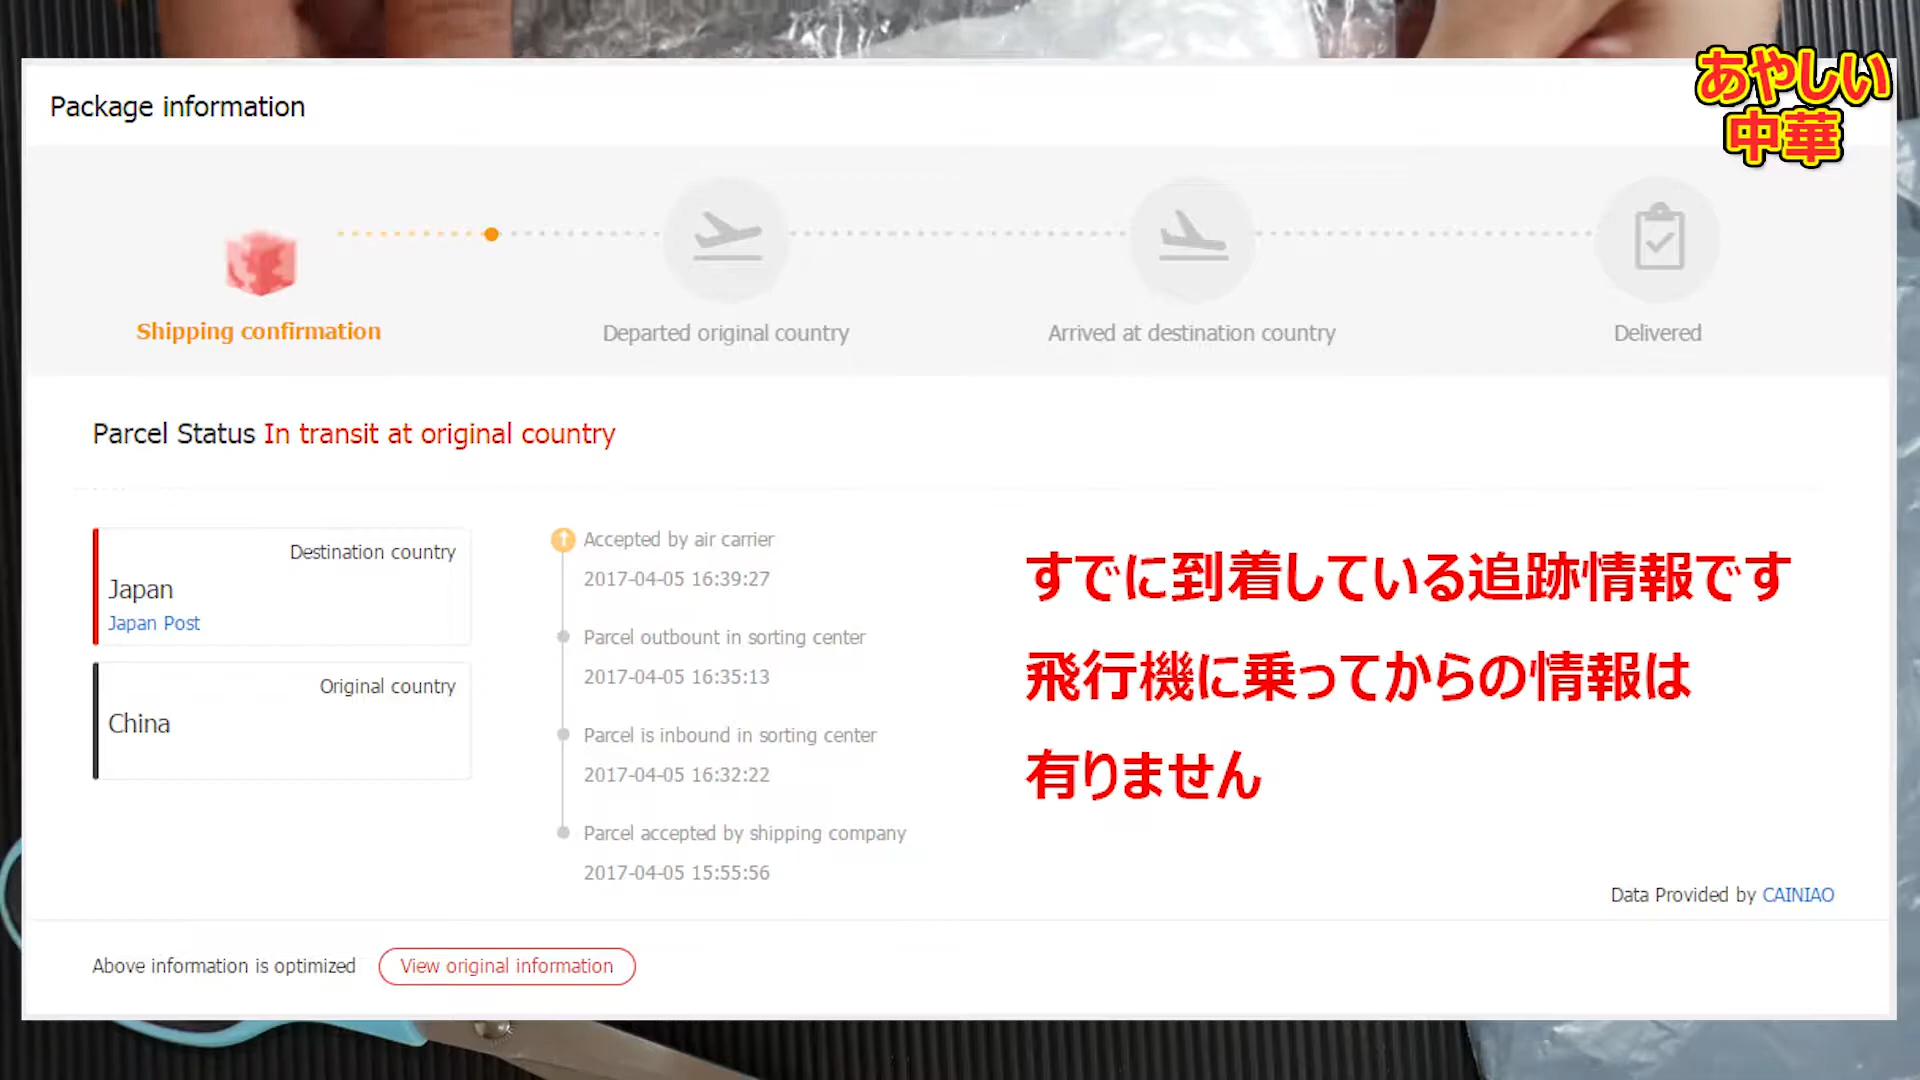 あやしい
中華
Package information
Shipping confirmation
Departed original country
Arrived at destination country
Delivered
Parcel Status In transit at original country
Destination country
Japan
Japan Post
Original country
China
Accepted by air carrier
2017-04-05 16:39:27
Parcel outbount in sorting center
2017-04-05 16:35:13
Parcel is inbound in sorting center
2017-04-05 16:32:22
Parcel accepted by shipping company
2017-04-05 15:55:56
すでに到着している追跡情報です
飛行機に乗ってからの情報は
有りません
Data Provided by CAINIAO
Above information is optimized
View original information